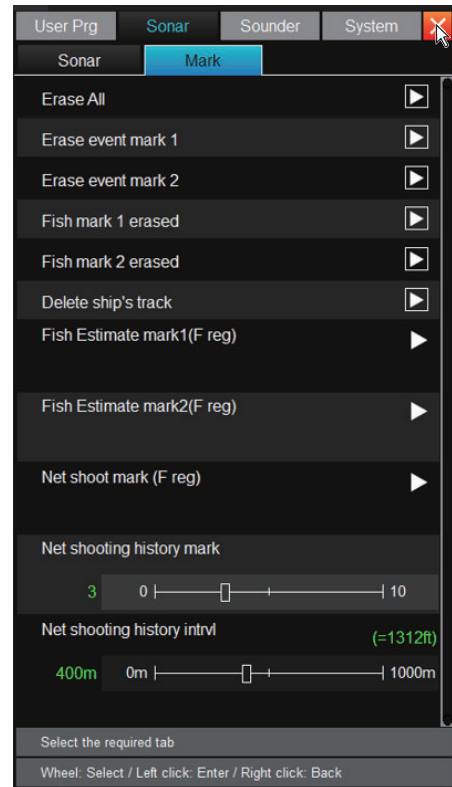 User Prg Sonar Sounder System
Sonar Mark
Erase All
Erase event mark 1
Erase event mark 2
Fish mark 1 erased
Fish mark 2 erased
Delete ship's track
Fish Estimate mark1(F reg)
Fish Estimate mark2(F reg)
Net shoot mark (F reg)
Net shooting history mark
3 0 10
Net shooting history intrvl (=1312ft)
400m 0m 1000m
Select the required tab
Wheel: Select / Left click: Enter / Right click: Back